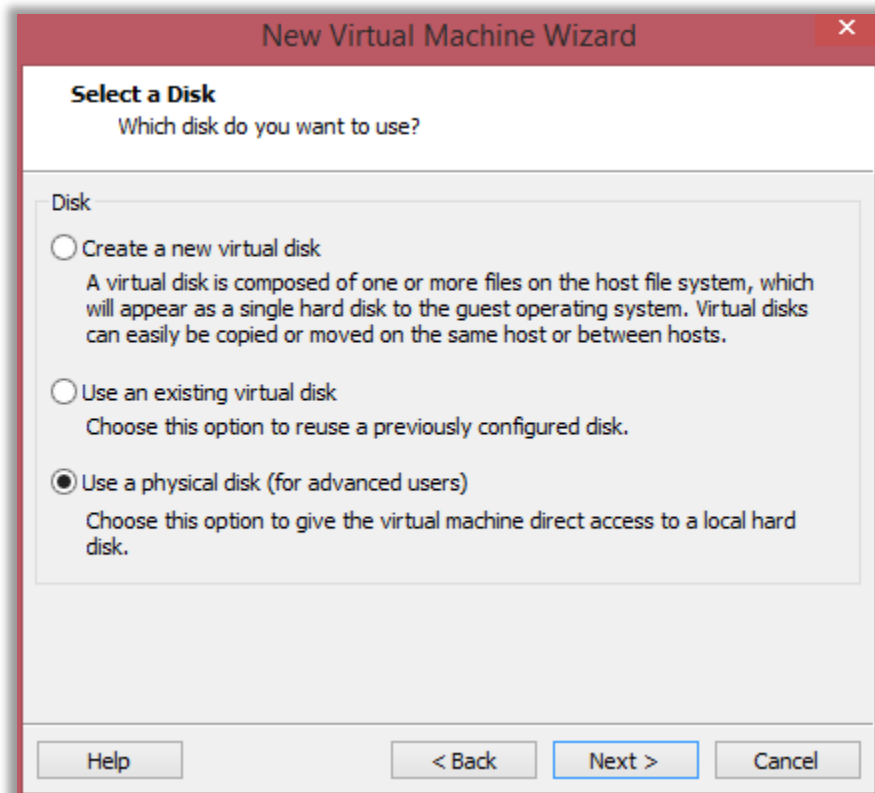 New Virtual Machine Wizard
×
Select a Disk
Which disk do you want to use?
Disk
Create a new virtual disk
A virtual disk is composed of one or more files on the host file system, which
will appear as a single hard disk to the guest operating system. Virtual disks
can easily be copied or moved on the same host or between hosts.
Use an existing virtual disk
Choose this option to reuse a previously configured disk.
Use a physical disk (for advanced users)
Choose this option to give the virtual machine direct access to a local hard
disk.
Help
< Back
Next >
Cancel